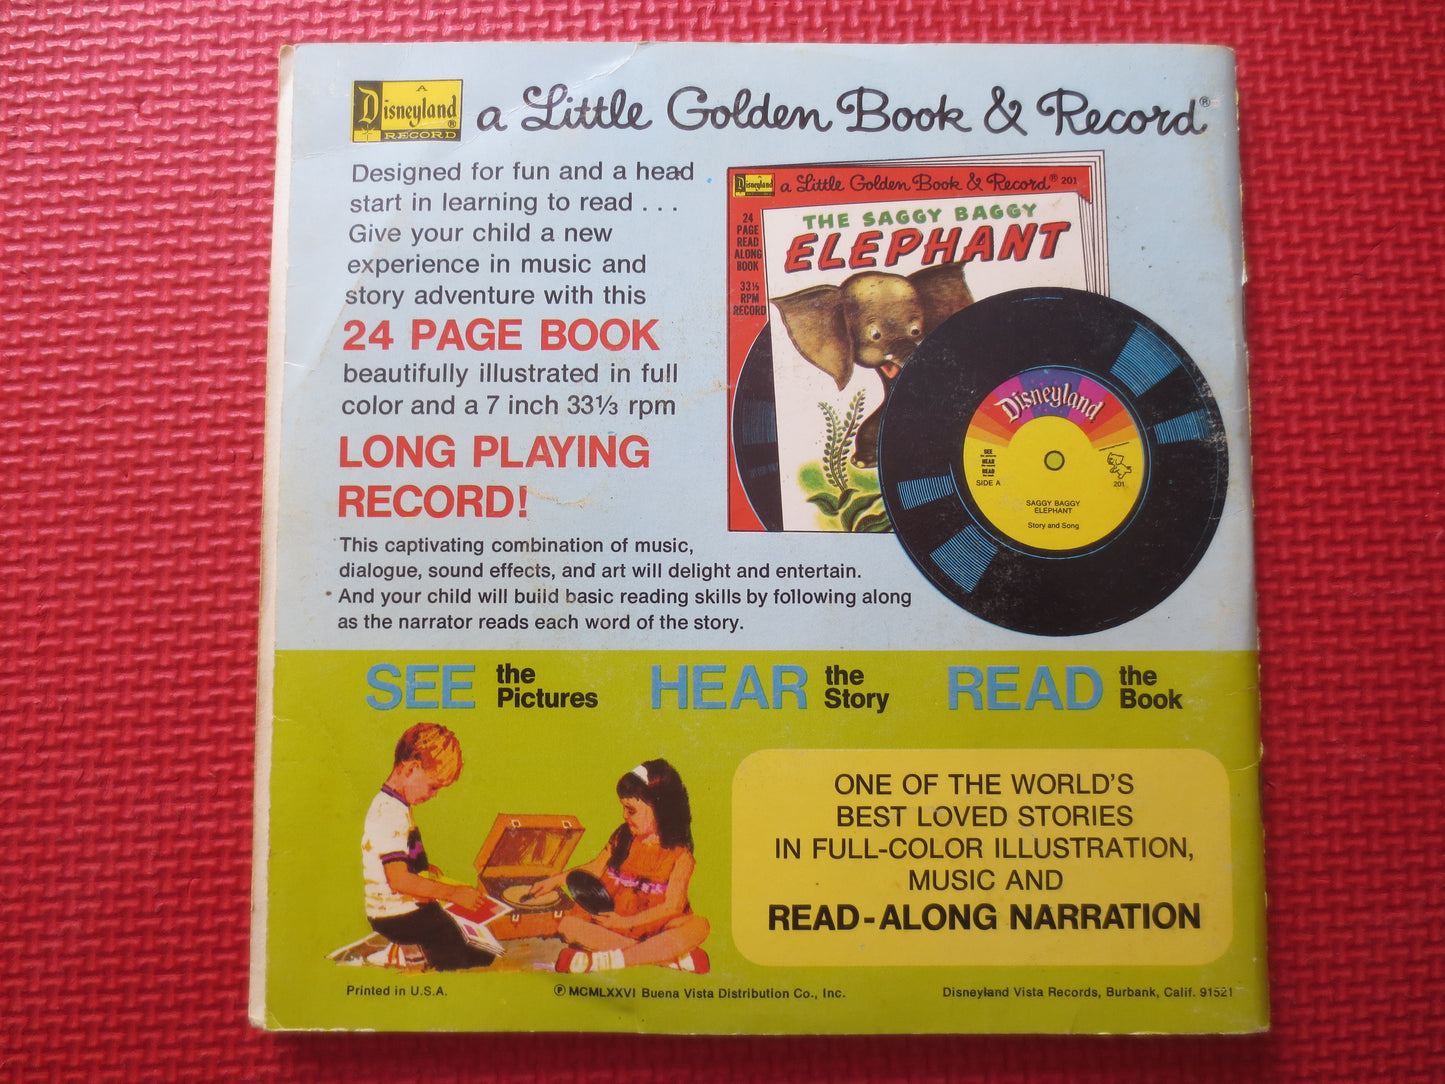 A
Disneyland®
RECORD
a Little Golden Book & Record®
Designed for fun and a head
start in learning to read . . .
Give your child a new
experience in music and
story adventure with this
24 PAGE BOOK
beautifully illustrated in full
color and a 7 inch 33⅓ rpm
LONG PLAYING
RECORD!
This captivating combination of music,
dialogue, sound effects, and art will delight and entertain.
And your child will build basic reading skills by following along
as the narrator reads each word of the story.
Disneyland
a Little Golden Book & Record® 201
24
PAGE
READ
ALONG
BOOK
33⅓
RPM
RECORD
THE SAGGY BAGGY
ELEPHANT
Disneyland
SEE
HEAR
READ
SIDE A
201
SAGGY BAGGY
ELEPHANT
Story and Song
SEE the Pictures
HEAR the Story
READ the Book
ONE OF THE WORLD'S
BEST LOVED STORIES
IN FULL-COLOR ILLUSTRATION,
MUSIC AND
READ-ALONG NARRATION
Printed in U.S.A.
Ⓟ MCMLXXVI Buena Vista Distribution Co., Inc.
Disneyland Vista Records, Burbank, Calif. 91521